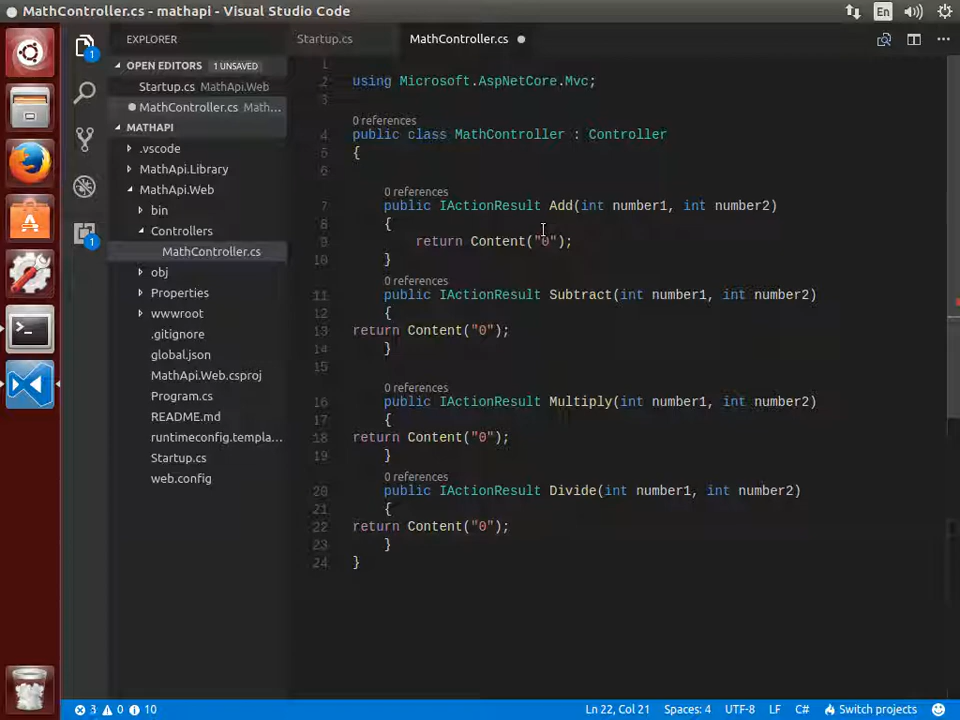 MathController.cs - mathapi - Visual Studio Code
En
EXPLORER
OPEN EDITORS 1 UNSAVED
Startup.cs MathApi.Web
MathController.cs Math...
MATHAPI
.vscode
MathApi.Library
MathApi.Web
bin
Controllers
MathController.cs
obj
Properties
wwwroot
.gitignore
global.json
MathApi.Web.csproj
Program.cs
README.md
runtimeconfig.templa...
Startup.cs
web.config
1
1
Startup.cs
MathController.cs
1
2 using Microsoft.AspNetCore.Mvc;
3
0 references
4 public class MathController : Controller
5 {
6
0 references
7 public IActionResult Add(int number1, int number2)
8 {
9 return Content("0");
10 }
0 references
11 public IActionResult Subtract(int number1, int number2)
12 {
13 return Content("0");
14 }
15
0 references
16 public IActionResult Multiply(int number1, int number2)
17 {
18 return Content("0");
19 }
0 references
20 public IActionResult Divide(int number1, int number2)
21 {
22 return Content("0");
23 }
24 }
3 0 10
Ln 22, Col 21 Spaces: 4 UTF-8 LF C# Switch projects